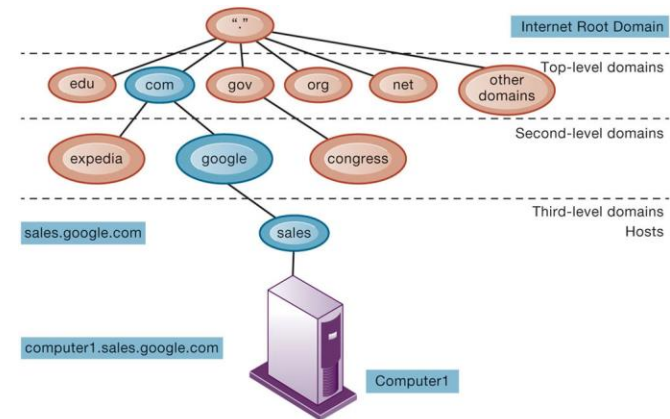 "."
Internet Root Domain
Top-level domains
edu
com
gov
org
net
other
domains
Second-level domains
expedia
google
congress
Third-level domains
Hosts
sales.google.com
sales
computer1.sales.google.com
Computer1